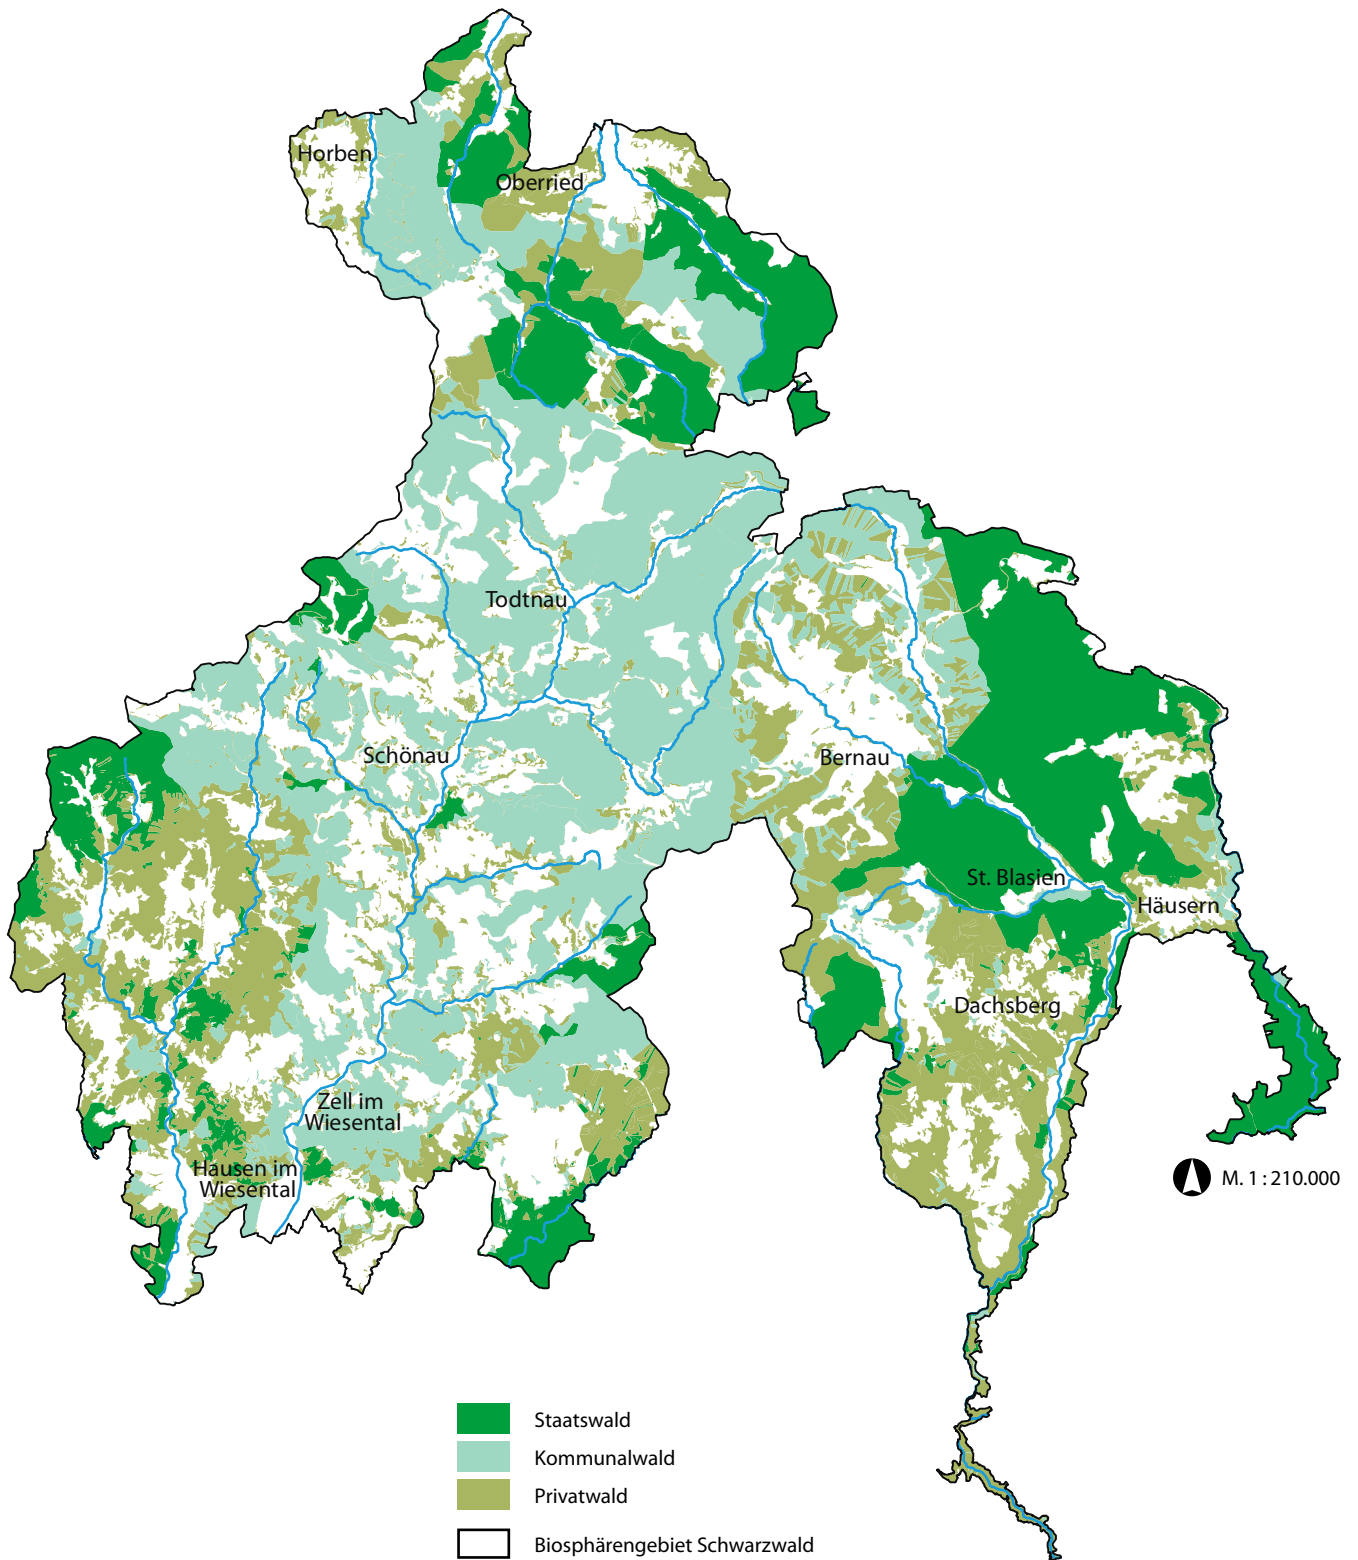 Horben
Oberried
Todtnau
Schönau
Bernau
St. Blasien
Häusern
Dachsberg
Zell im
Wiesental
Hausen im
Wiesental
M. 1 : 210.000
Staatswald
Kommunalwald
Privatwald
Biosphärengebiet Schwarzwald